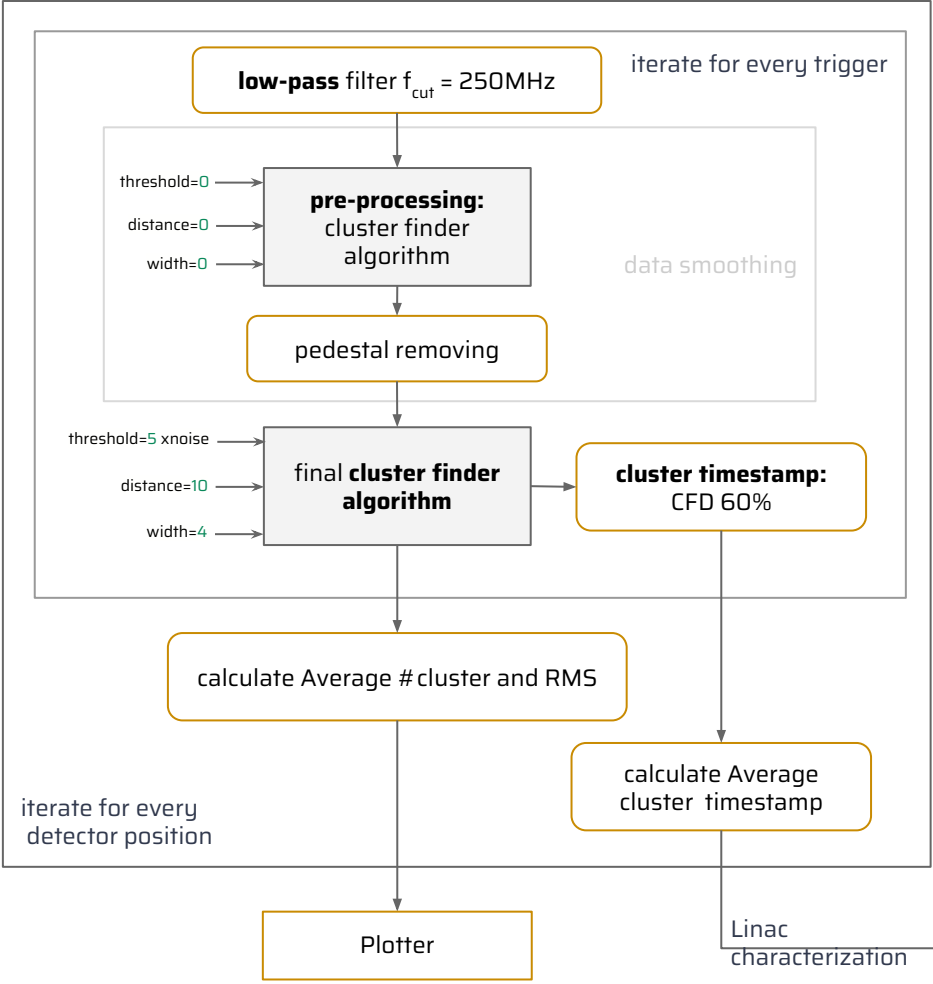 iterate for every trigger
low-pass filter fcut = 250MHz
threshold=0
distance=0
width=0
pre-processing:
cluster finder
algorithm
data smoothing
pedestal removing
threshold=5 xnoise
distance=10
width=4
final cluster finder
algorithm
cluster timestamp:
CFD 60%
calculate Average # cluster and RMS
calculate Average
cluster timestamp
iterate for every
detector position
Plotter
Linac
characterization